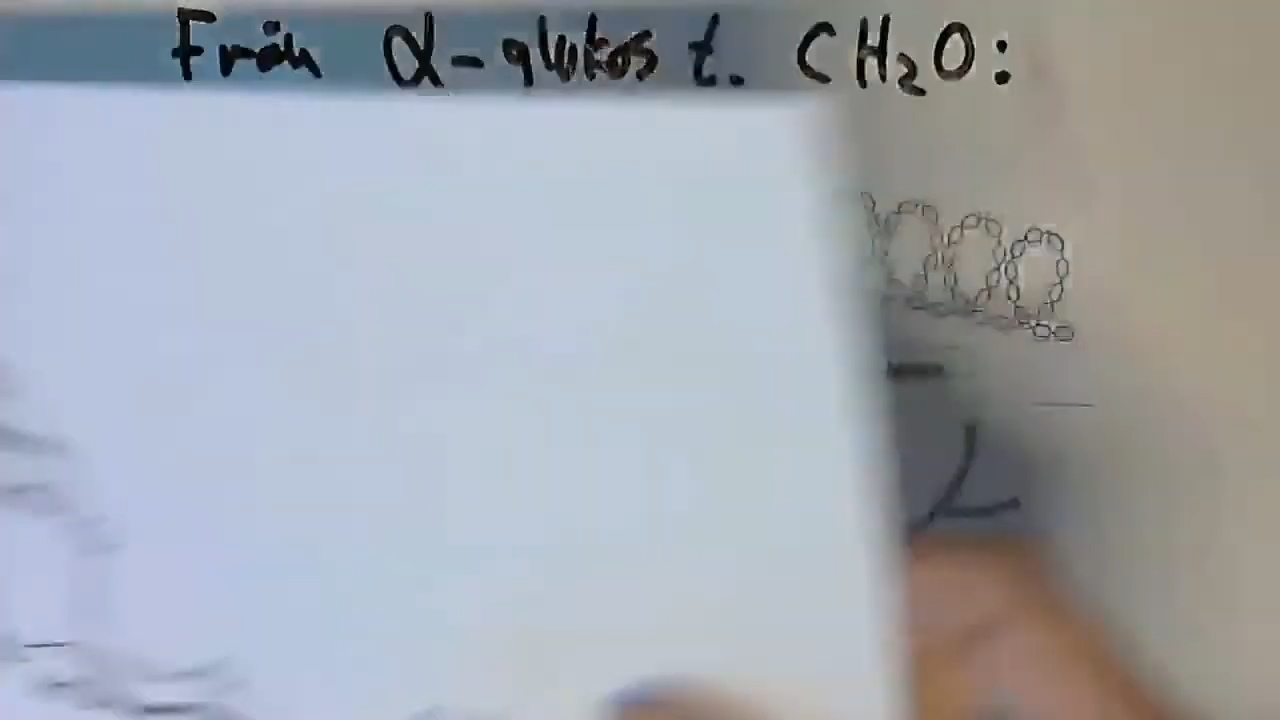 Från α-glukos t. CH₂O: